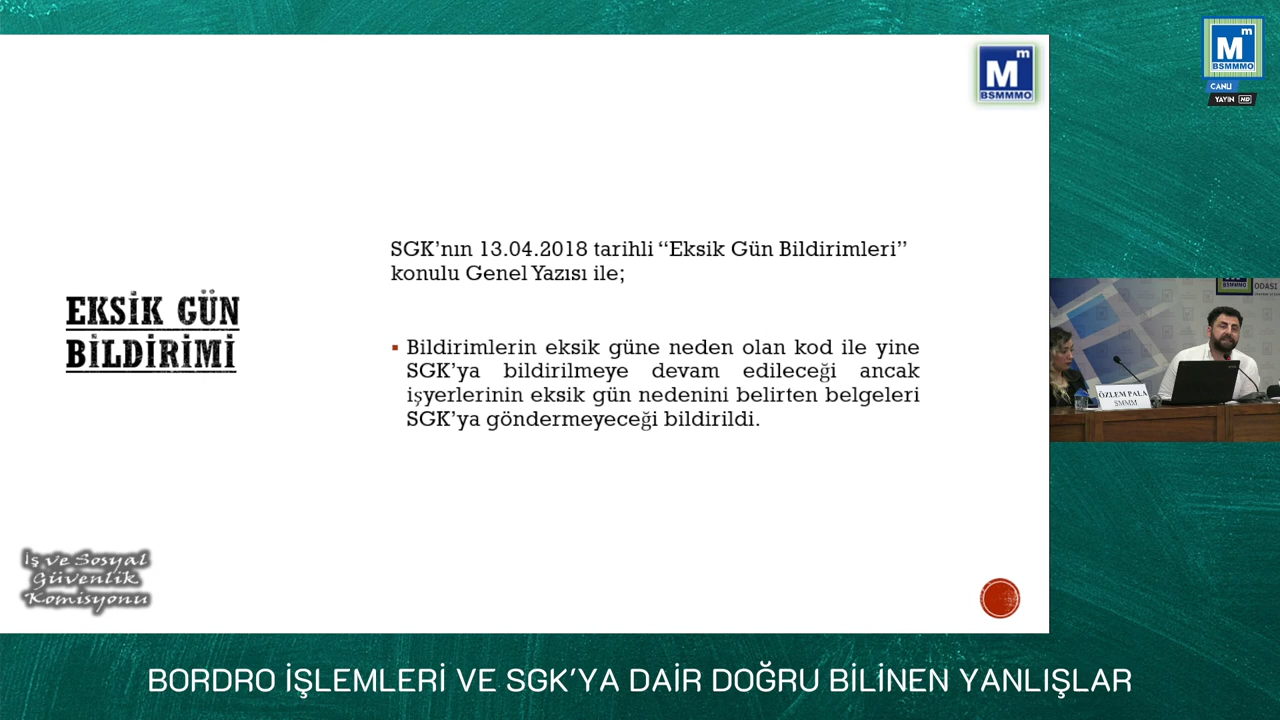 M m
BSMMMO
M m
BSMMMO
CANLI
YAYIN HD
SGK’nın 13.04.2018 tarihli “Eksik Gün Bildirimleri”
konulu Genel Yazısı ile;
EKSİK GÜN
BİLDİRİMİ
▪ Bildirimlerin eksik güne neden olan kod ile yine
SGK’ya bildirilmeye devam edileceği ancak
işyerlerinin eksik gün nedenini belirten belgeleri
SGK’ya göndermeyeceği bildirildi.
BSMMMO
ODASI
ÖZLEM PALA
SMMM
İş ve Sosyal
Güvenlik
Komisyonu
BORDRO İŞLEMLERİ VE SGK’YA DAİR DOĞRU BİLİNEN YANLIŞLAR